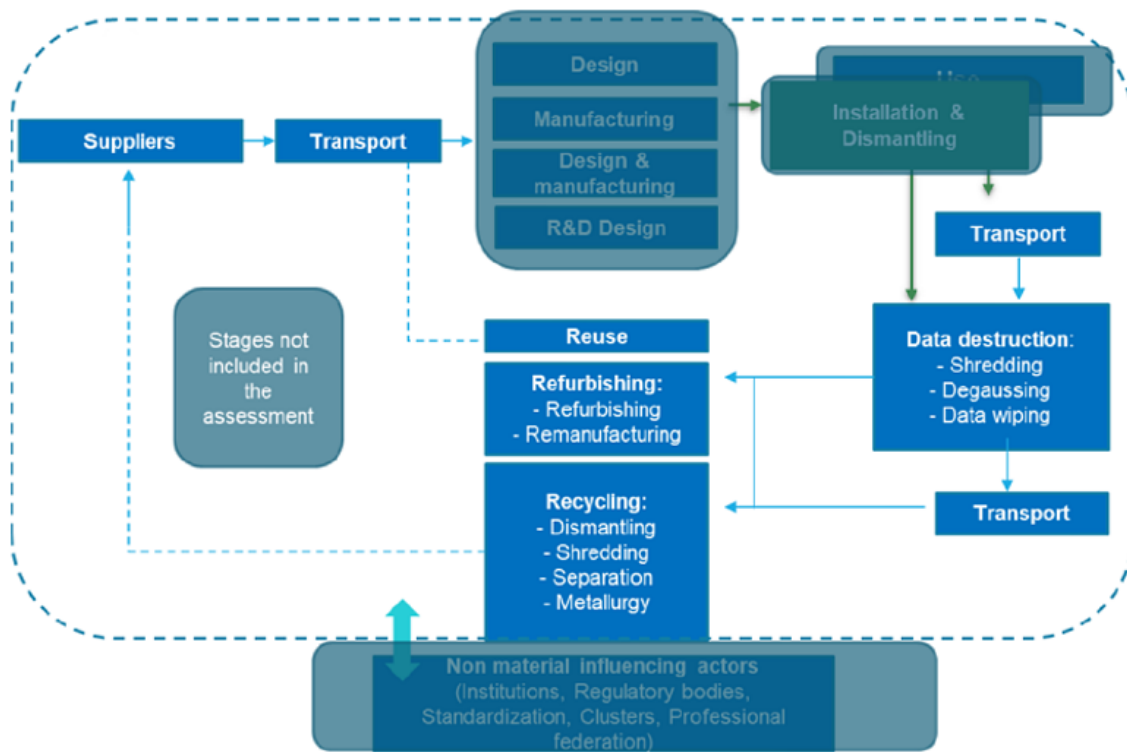 Design
Use
Installation &
Dismantling
Manufacturing
Suppliers
Transport
Design &
manufacturing
R&D Design
Transport
Stages not
included in
the
assessment
Reuse
Refurbishing:
- Refurbishing
- Remanufacturing
Data destruction:
- Shredding
- Degaussing
- Data wiping
Recycling:
- Dismantling
- Shredding
- Separation
- Metallurgy
Transport
Non material influencing actors
(Institutions, Regulatory bodies,
Standardization, Clusters, Professional
federation)